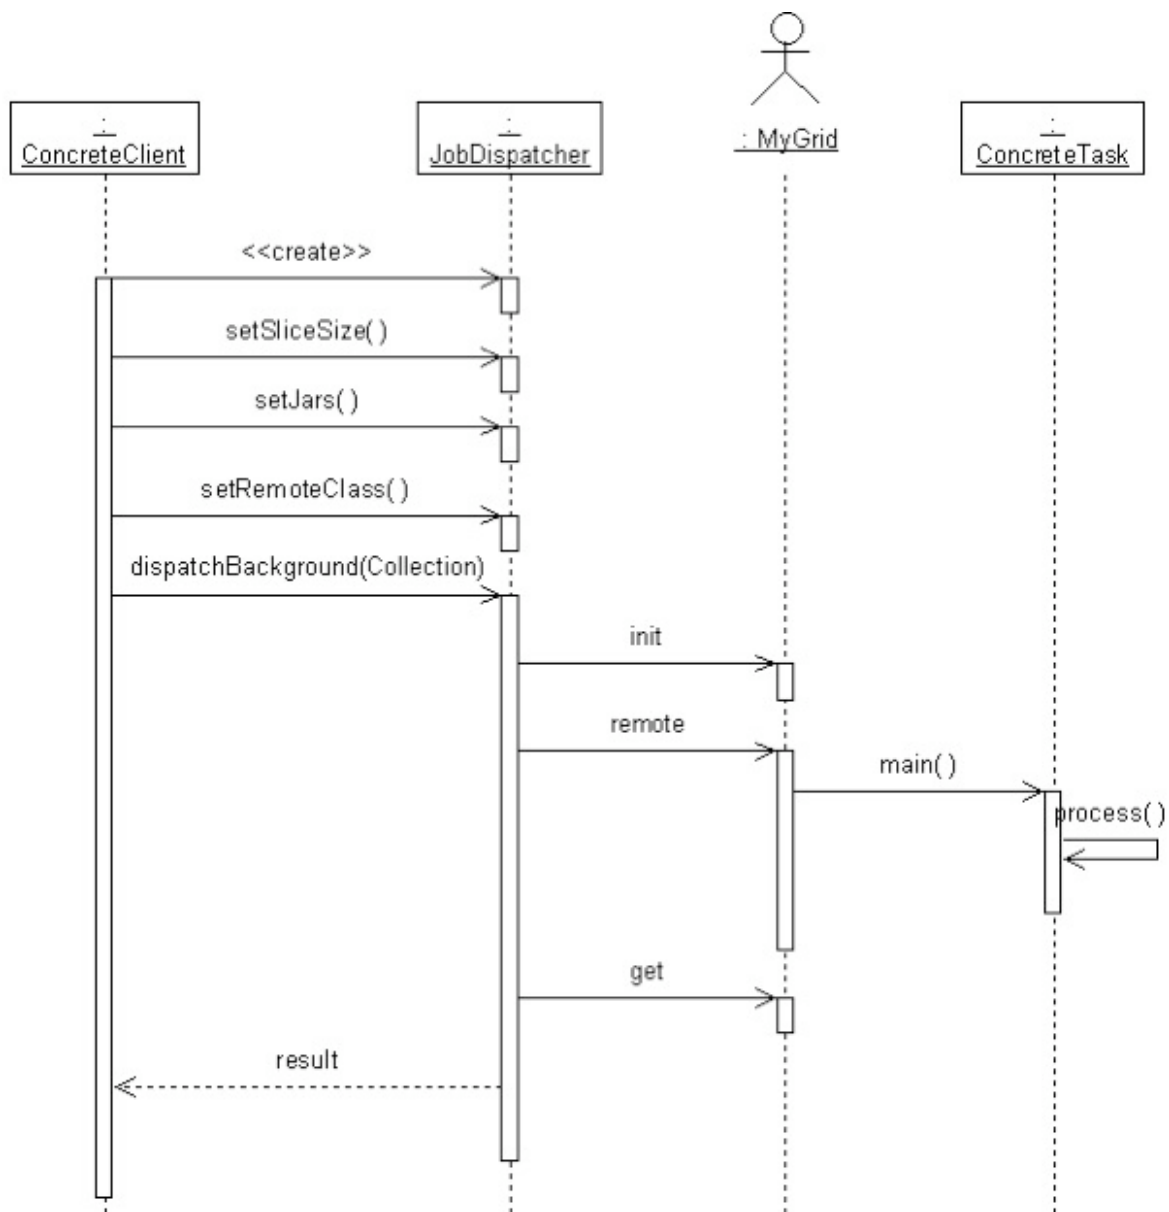 : MyGrid
:
ConcreteClient
:
JobDispatcher
:
ConcreteTask
<<create>>
setSliceSize( )
setJars( )
setRemoteClass( )
dispatchBackground(Collection)
init
remote
main( )
process( )
get
result